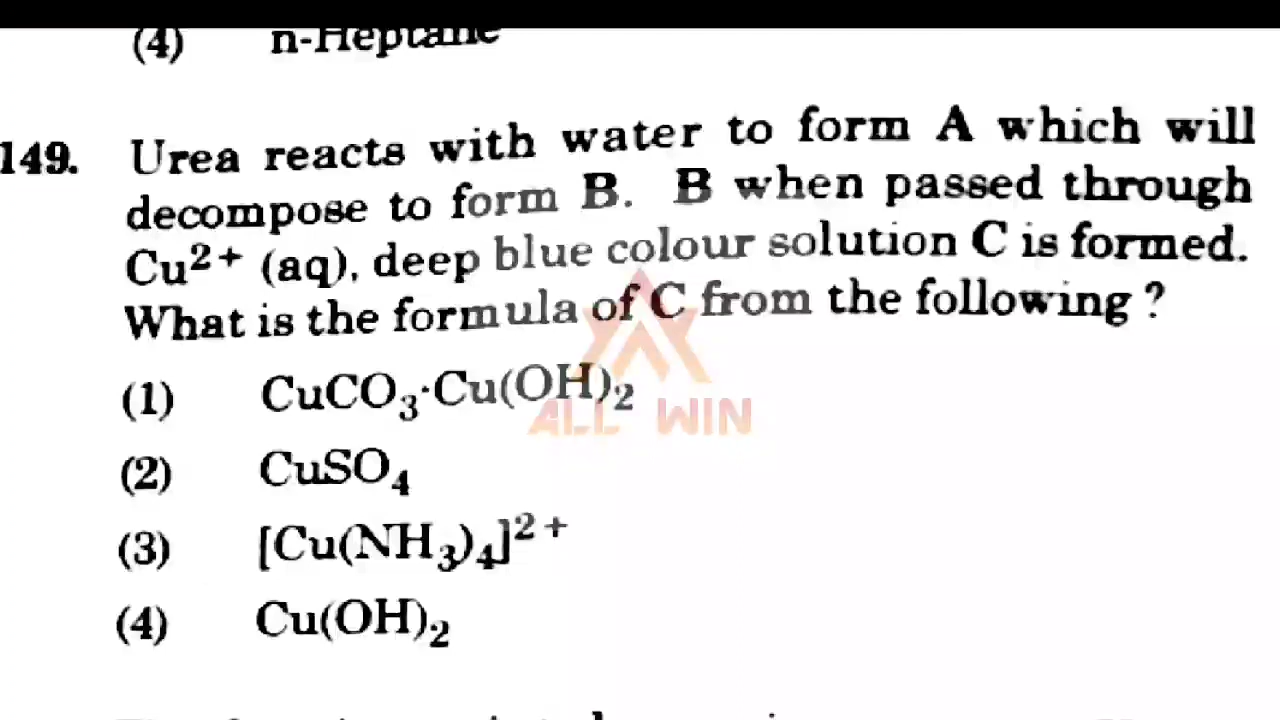 (4) n-Heptane
149. Urea reacts with water to form A which will
decompose to form B. B when passed through
Cu²⁺ (aq), deep blue colour solution C is formed.
What is the formula of C from the following ?
(1) CuCO₃·Cu(OH)₂
ALL WIN
(2) CuSO₄
(3) [Cu(NH₃)₄]²⁺
(4) Cu(OH)₂